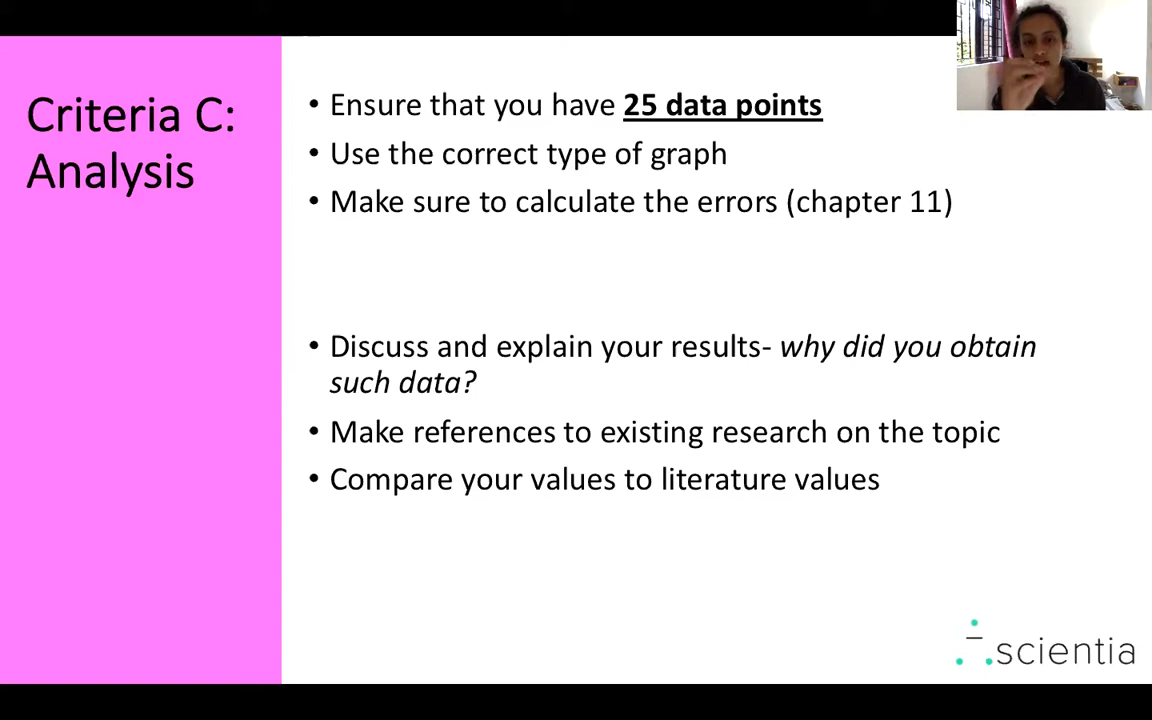 Criteria C:
Analysis
• Ensure that you have 25 data points
• Use the correct type of graph
• Make sure to calculate the errors (chapter 11)
• Discuss and explain your results- why did you obtain
such data?
• Make references to existing research on the topic
• Compare your values to literature values
scientia